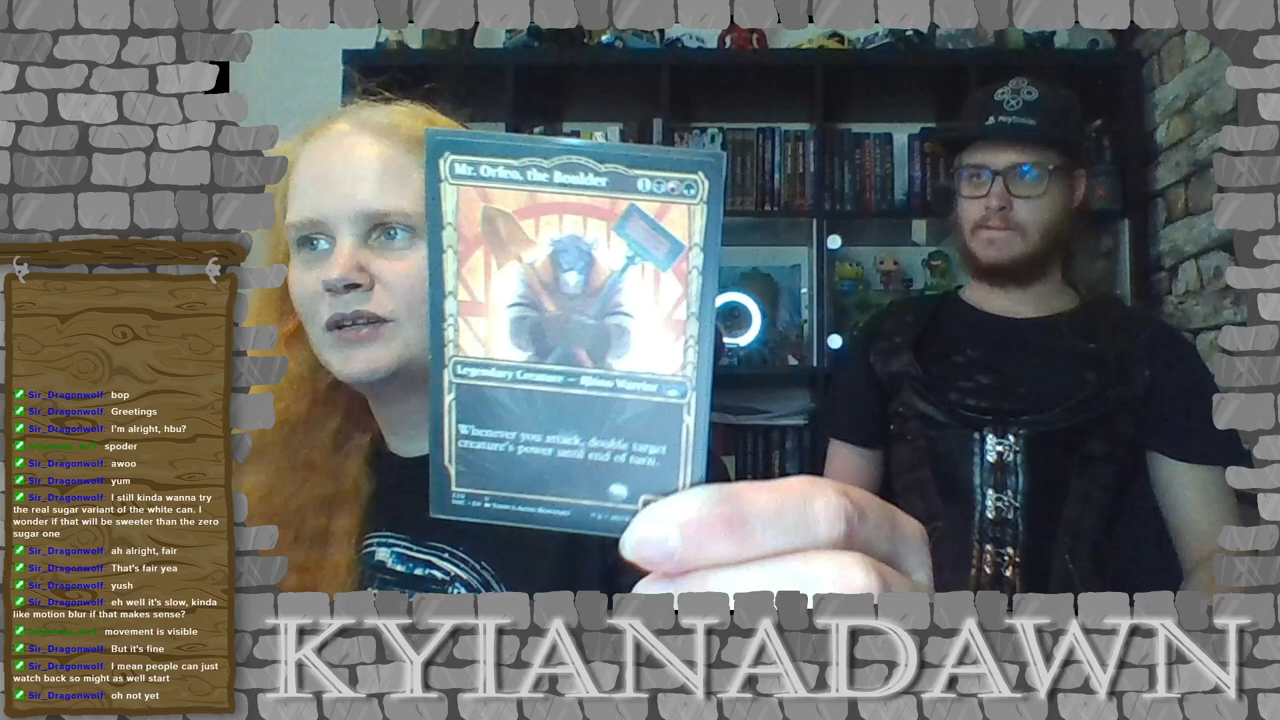 Sir_Dragonwolf: bop
Sir_Dragonwolf: Greetings
Sir_Dragonwolf: I'm alright, hbu?
spoder
Sir_Dragonwolf: awoo
Sir_Dragonwolf: yum
Sir_Dragonwolf: I still kinda wanna try
the real sugar variant of the white can. I
wonder if that will be sweeter than the zero
sugar one
Sir_Dragonwolf: ah alright, fair
Sir_Dragonwolf: That's fair yea
Sir_Dragonwolf: yush
Sir_Dragonwolf: eh well it's slow, kinda
like motion blur if that makes sense?
movement is visible
Sir_Dragonwolf: But it's fine
Sir_Dragonwolf: I mean people can just
watch back so might as well start
Sir_Dragonwolf: oh not yet
Mr. Orfeo, the Boulder 1
Legendary Creature — Rhino Warrior
Whenever you attack, double target
creature's power until end of turn.
PlayStation
KYIANADAWN